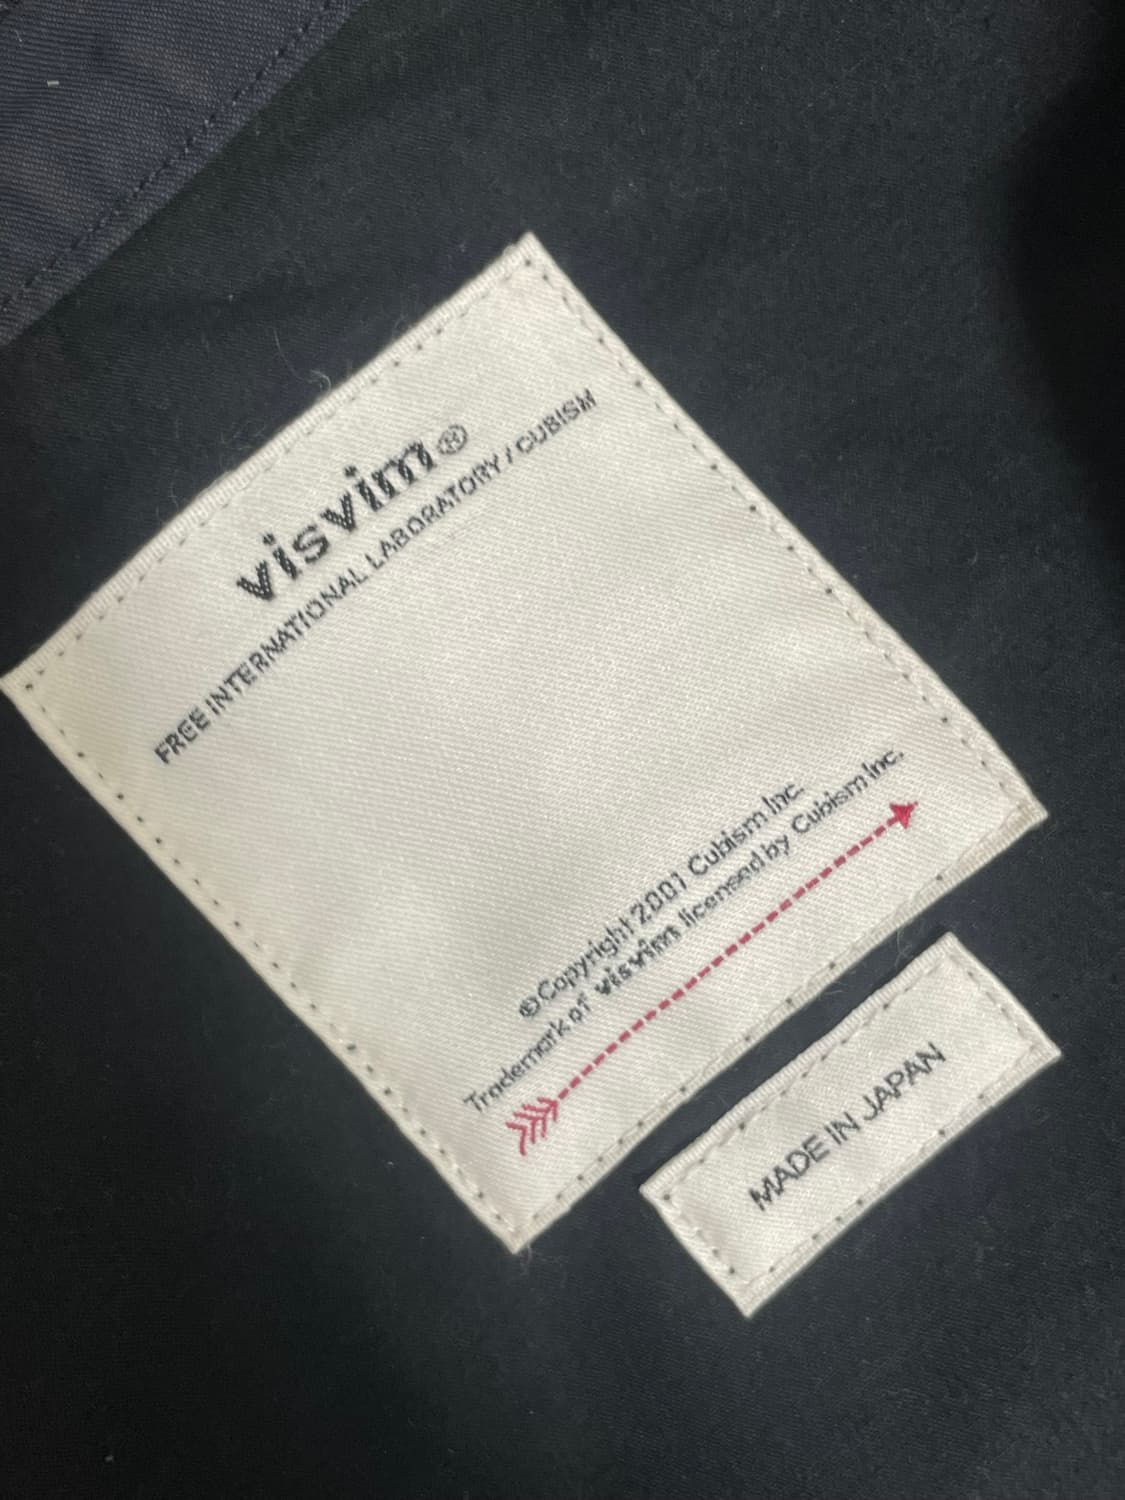 visvim®
FREE INTERNATIONAL LABORATORY / CUBISM
©Copyright 2001 Cubism Inc.
Trademark of visvim licensed by Cubism Inc.
MADE IN JAPAN